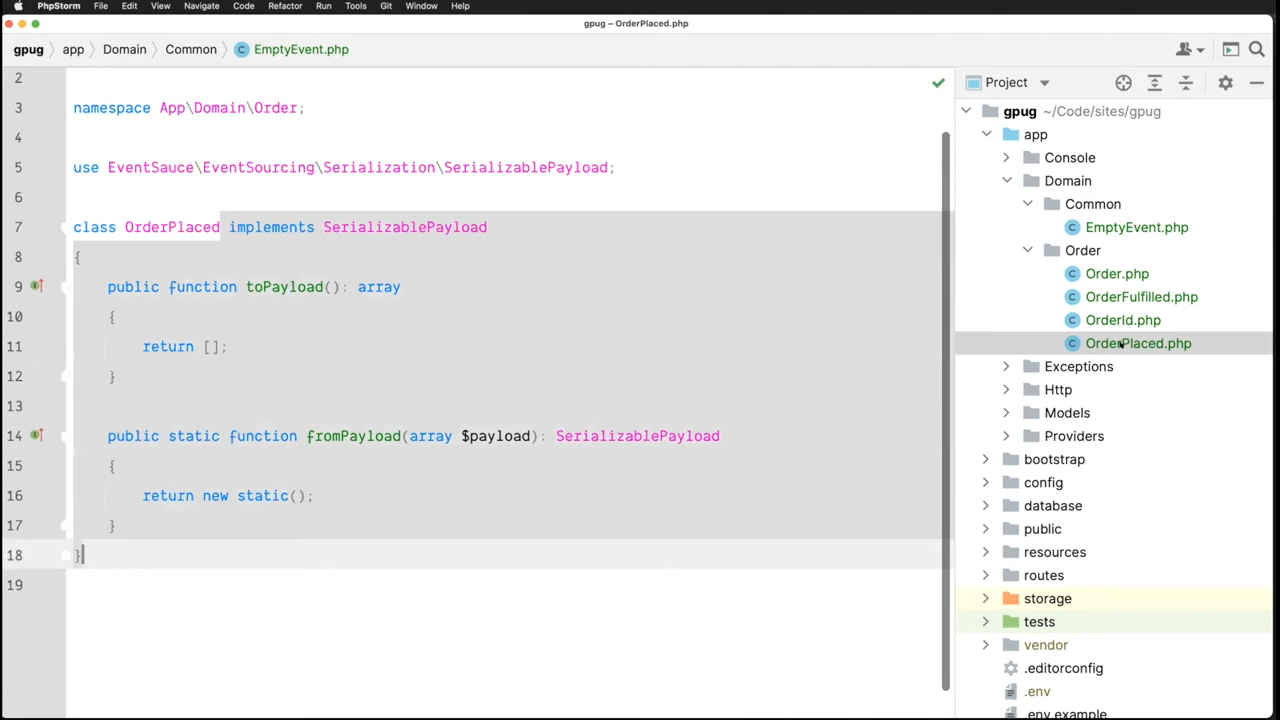 PhpStorm File Edit View Navigate Code Refactor Run Tools Git Window Help
gpug – OrderPlaced.php
gpug app Domain Common EmptyEvent.php
2
3 namespace App\Domain\Order;
4
5 use EventSauce\EventSourcing\Serialization\SerializablePayload;
6
7 class OrderPlaced implements SerializablePayload
8 {
9 public function toPayload(): array
10 {
11 return [];
12 }
13
14 public static function fromPayload(array $payload): SerializablePayload
15 {
16 return new static();
17 }
18 }
19
Project
gpug ~/Code/sites/gpug
app
Console
Domain
Common
EmptyEvent.php
Order
Order.php
OrderFulfilled.php
OrderId.php
OrderPlaced.php
Exceptions
Http
Models
Providers
bootstrap
config
database
public
resources
routes
storage
tests
vendor
.editorconfig
.env
.env.example